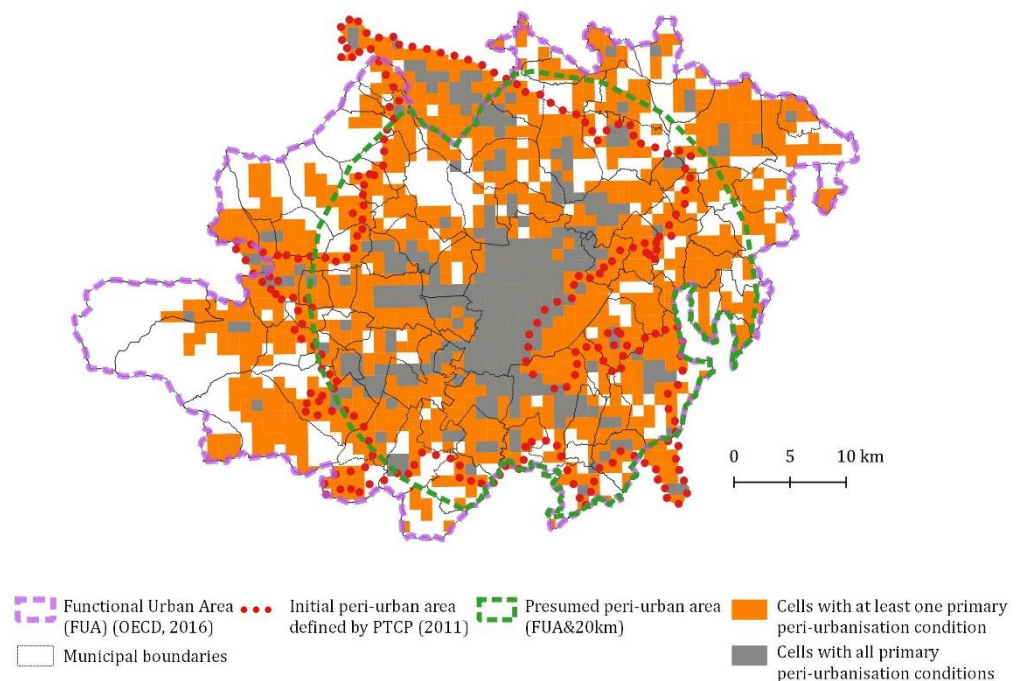 0 5 10 km
Functional Urban Area
(FUA) (OECD, 2016)
Municipal boundaries
Initial peri-urban area
defined by PTCP (2011)
Presumed peri-urban area
(FUA&20km)
Cells with at least one primary
peri-urbanisation condition
Cells with all primary
peri-urbanisation conditions